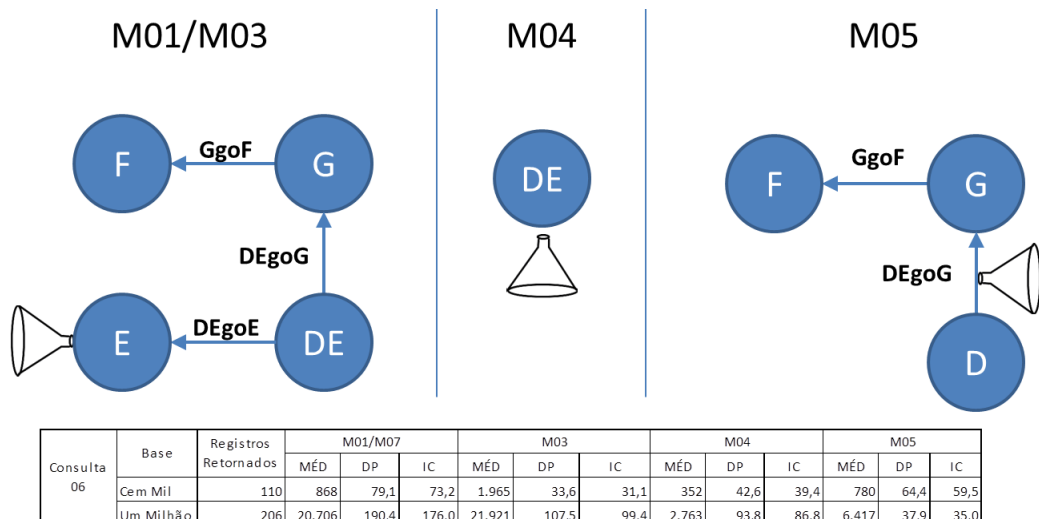 M01/M03
M04
M05
F
GgoF
G
DEgoG
E
DEgoE
DE
DE
F
GgoF
G
DEgoG
D
Consulta 06 Base Registros Retornados M01/M07 M03 M04 M05
MÉD DP IC MÉD DP IC MÉD DP IC MÉD DP IC
Cem Mil 110 868 79,1 73,2 1.965 33,6 31,1 352 42,6 39,4 780 64,4 59,5
Um Milhão 206 20.706 190,4 176,0 21.921 107,5 99,4 2.763 93,8 86,8 6.417 37,9 35,0